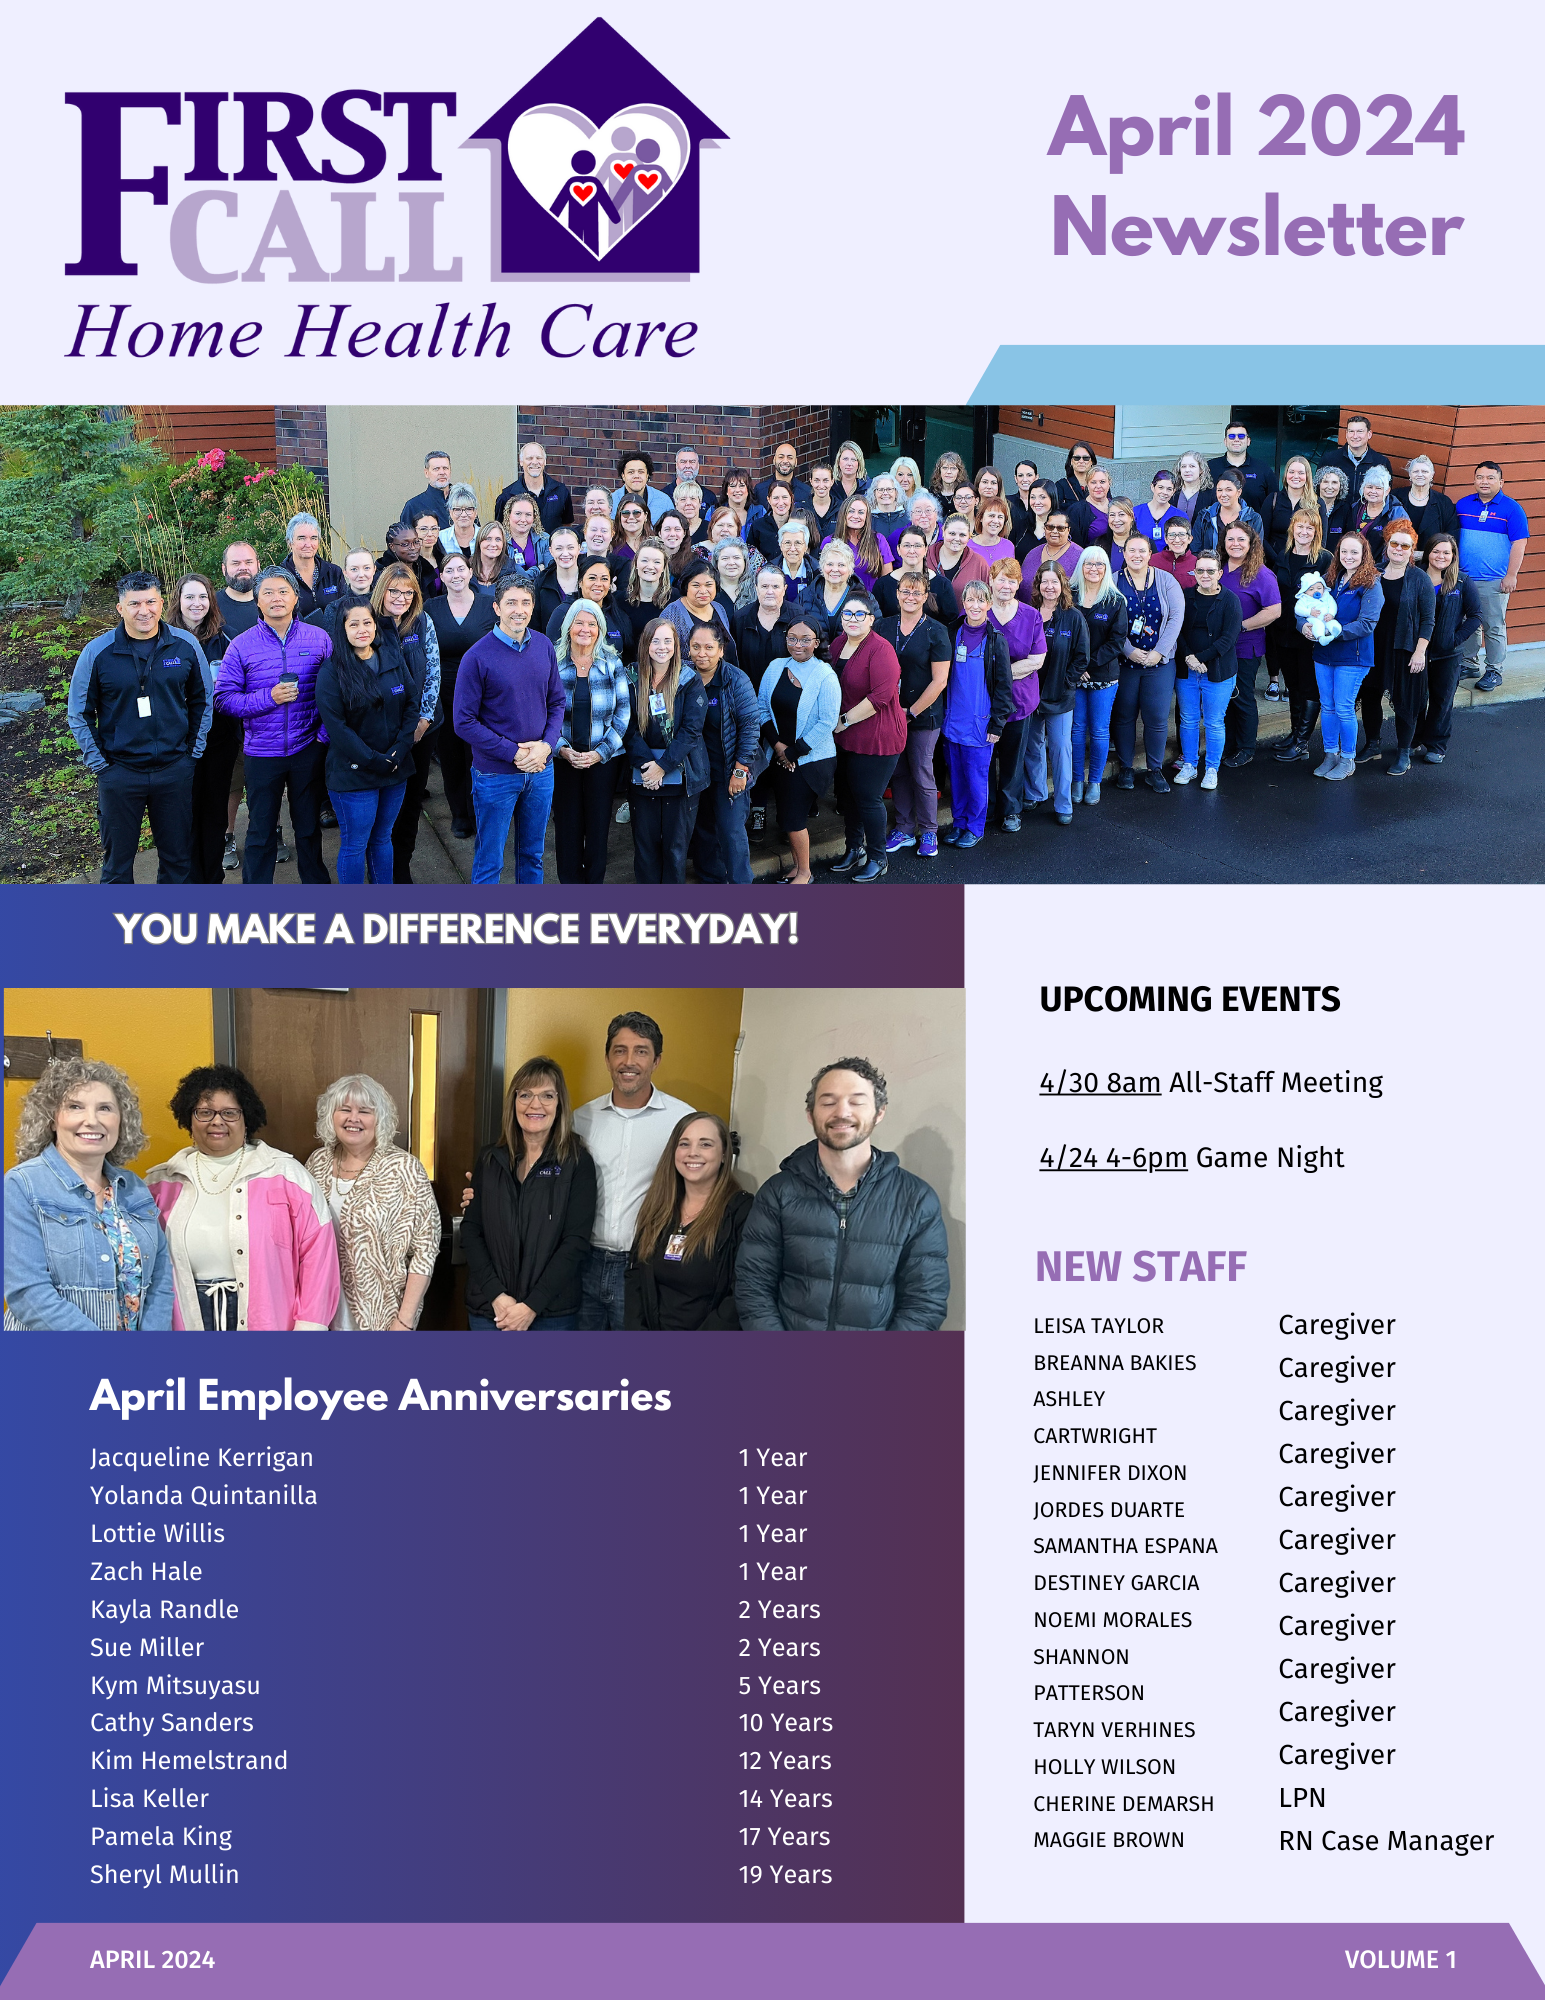 FIRST
CALL
Home Health Care
April 2024
Newsletter
YOU MAKE A DIFFERENCE EVERYDAY!
April Employee Anniversaries
Jacqueline Kerrigan 1 Year
Yolanda Quintanilla 1 Year
Lottie Willis 1 Year
Zach Hale 1 Year
Kayla Randle 2 Years
Sue Miller 2 Years
Kym Mitsuyasu 5 Years
Cathy Sanders 10 Years
Kim Hemelstrand 12 Years
Lisa Keller 14 Years
Pamela King 17 Years
Sheryl Mullin 19 Years
UPCOMING EVENTS
4/30 8am All-Staff Meeting
4/24 4-6pm Game Night
NEW STAFF
LEISA TAYLOR
BREANNA BAKIES
ASHLEY
CARTWRIGHT
JENNIFER DIXON
JORDES DUARTE
SAMANTHA ESPANA
DESTINEY GARCIA
NOEMI MORALES
SHANNON
PATTERSON
TARYN VERHINES
HOLLY WILSON
CHERINE DEMARSH
MAGGIE BROWN
Caregiver
Caregiver
Caregiver
Caregiver
Caregiver
Caregiver
Caregiver
Caregiver
Caregiver
Caregiver
Caregiver
LPN
RN Case Manager
APRIL 2024
VOLUME 1